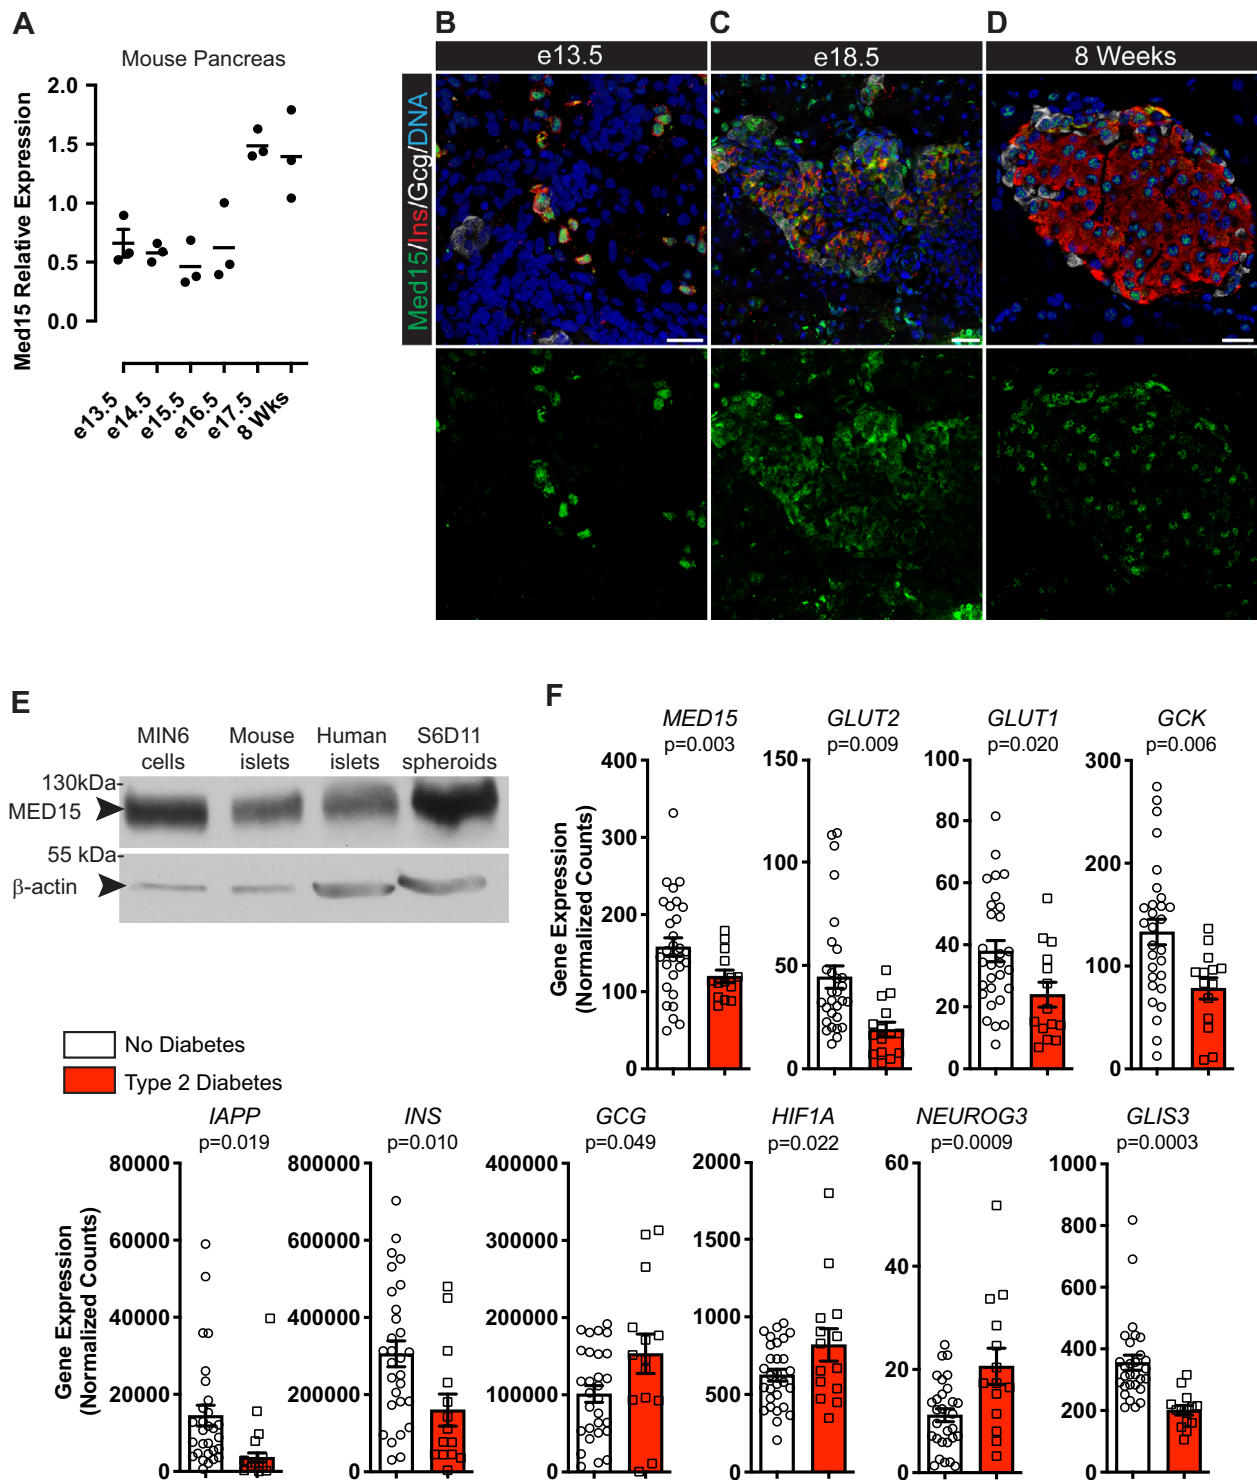 A
Mouse Pancreas
Med15 Relative Expression
2.0
1.5
1.0
0.5
0.0
e13.5
e14.5
e15.5
e16.5
e17.5
8 Wks
B
C
D
e13.5
e18.5
8 Weeks
Med15/Ins/Gcg/DNA
E
MIN6 cells
Mouse islets
Human islets
S6D11 spheroids
130kDa-
MED15
55 kDa-
β-actin
No Diabetes
Type 2 Diabetes
F
Gene Expression
(Normalized Counts)
MED15
p=0.003
400
300
200
100
0
GLUT2
p=0.009
150
100
50
0
GLUT1
p=0.020
100
80
60
40
20
0
GCK
p=0.006
300
200
100
0
Gene Expression
(Normalized Counts)
IAPP
p=0.019
80000
60000
40000
20000
0
INS
p=0.010
800000
600000
400000
200000
0
GCG
p=0.049
400000
300000
200000
100000
0
HIF1A
p=0.022
2000
1500
1000
500
0
NEUROG3
p=0.0009
60
40
20
0
GLIS3
p=0.0003
1000
800
600
400
200
0